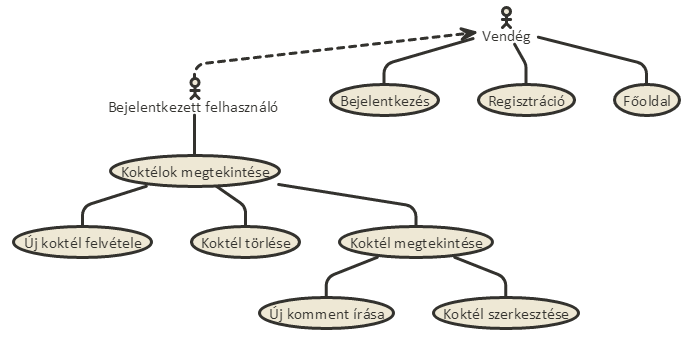 Vendég
Bejelentkezés
Regisztráció
Főoldal
Bejelentkezett felhasználó
Koktélok megtekintése
Új koktél felvétele
Koktél törlése
Koktél megtekintése
Új komment írása
Koktél szerkesztése